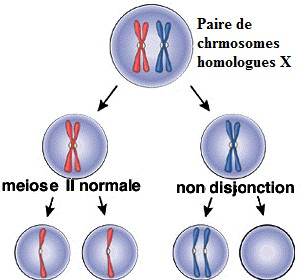 Paire de
chrmosomes
homologues X
meiose II normale
non disjonction